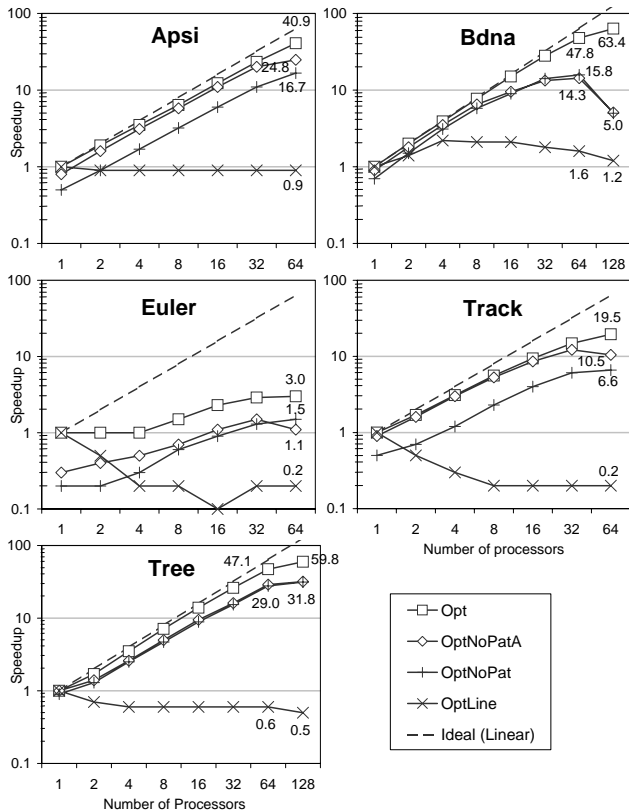 Apsi
Speedup
100
10
1
0.1
40.9
24.8
16.7
0.9
1 2 4 8 16 32 64
Bdna
Speedup
100
10
1
0.1
63.4
47.8
15.8
14.3
5.0
1.6
1.2
1 2 4 8 16 32 64 128
Euler
Speedup
100
10
1
0.1
3.0
1.5
1.1
0.2
1 2 4 8 16 32 64
Track
Speedup
100
10
1
0.1
19.5
10.5
6.6
0.2
1 2 4 8 16 32 64
Number of processors
Tree
Speedup
100
10
1
0.1
47.1
59.8
29.0
31.8
0.6
0.5
1 2 4 8 16 32 64 128
Number of Processors
Opt
OptNoPatA
OptNoPat
OptLine
Ideal (Linear)